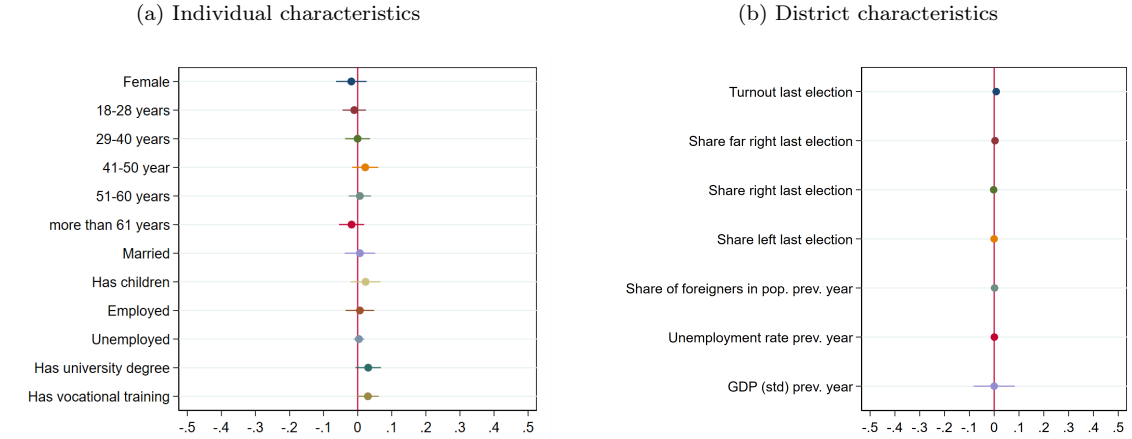 (a) Individual characteristics
Female
18-28 years
29-40 years
41-50 year
51-60 years
more than 61 years
Married
Has children
Employed
Unemployed
Has university degree
Has vocational training
-.5 -.4 -.3 -.2 -.1 0 .1 .2 .3 .4 .5
(b) District characteristics
Turnout last election
Share far right last election
Share right last election
Share left last election
Share of foreigners in pop. prev. year
Unemployment rate prev. year
GDP (std) prev. year
-.5 -.4 -.3 -.2 -.1 0 .1 .2 .3 .4 .5